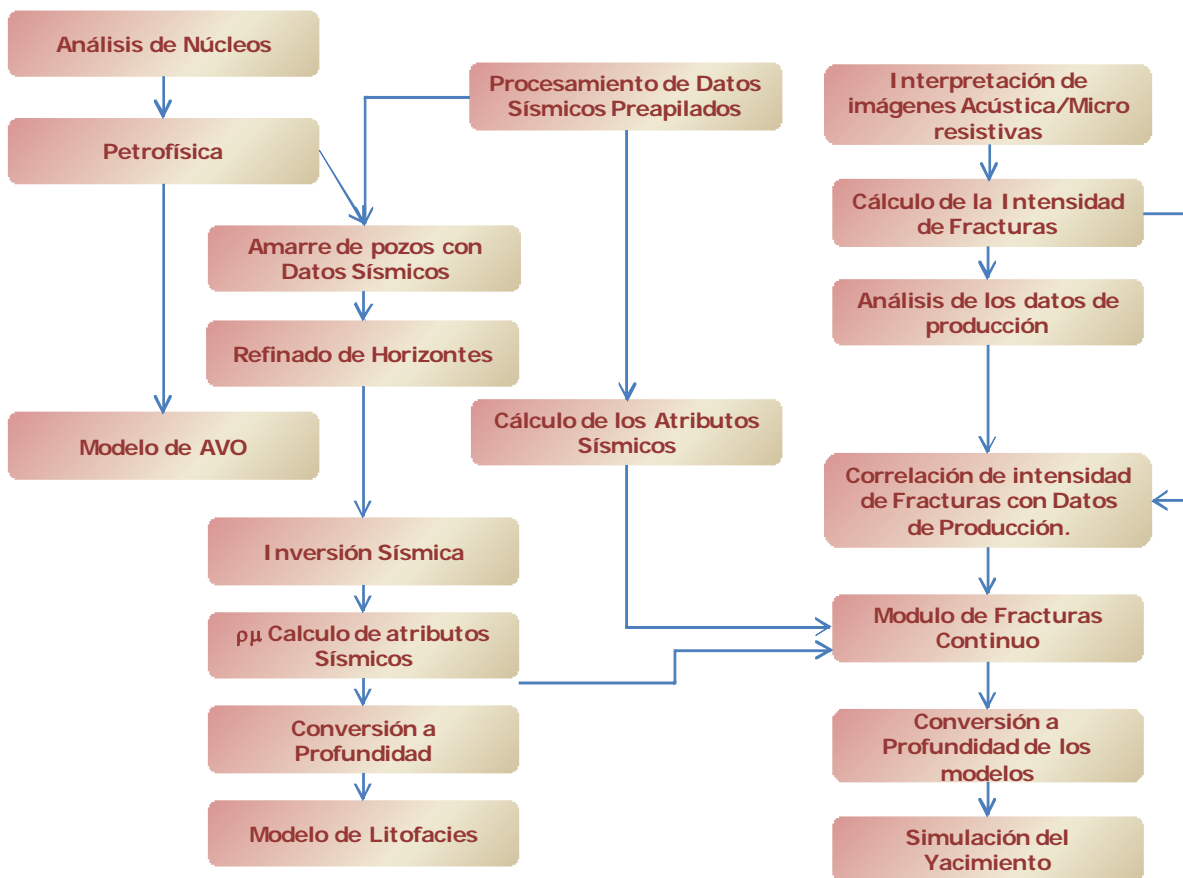 Análisis de Núcleos
Petrofísica
Modelo de AVO
Procesamiento de Datos
Sísmicos Preapilados
Amarre de pozos con
Datos Sísmicos
Refinado de Horizontes
Inversión Sísmica
ρμ Calculo de atributos
Sísmicos
Conversión a
Profundidad
Modelo de Litofacies
Cálculo de los Atributos
Sísmicos
Interpretación de
imágenes Acústica/Micro
resistivas
Cálculo de la Intensidad
de Fracturas
Análisis de los datos de
producción
Correlación de intensidad
de Fracturas con Datos
de Producción.
Modulo de Fracturas
Continuo
Conversión a
Profundidad de los
modelos
Simulación del
Yacimiento